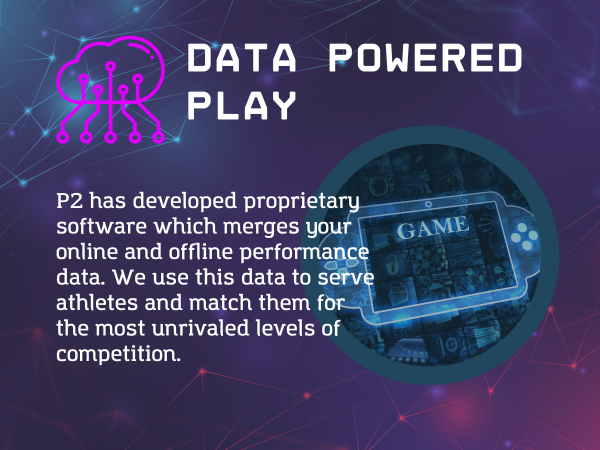 DATA POWERED
PLAY
P2 has developed proprietary
software which merges your
online and offline performance
data. We use this data to serve
athletes and match them for
the most unrivaled levels of
competition.
GAME